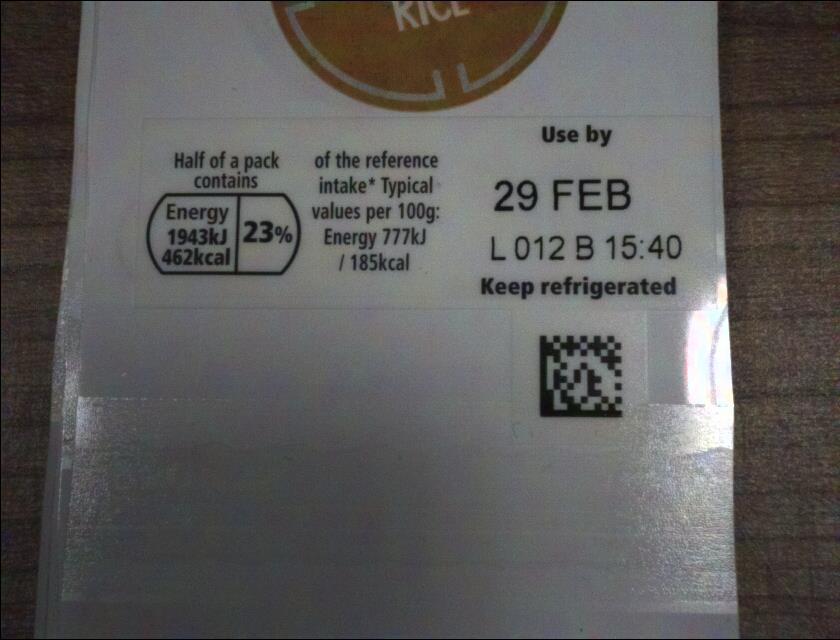 RICE
Half of a pack
contains
Energy
1943kJ
462kcal
23%
of the reference
intake* Typical
values per 100g:
Energy 777kJ
/ 185kcal
Use by
29 FEB
L 012 B 15:40
Keep refrigerated